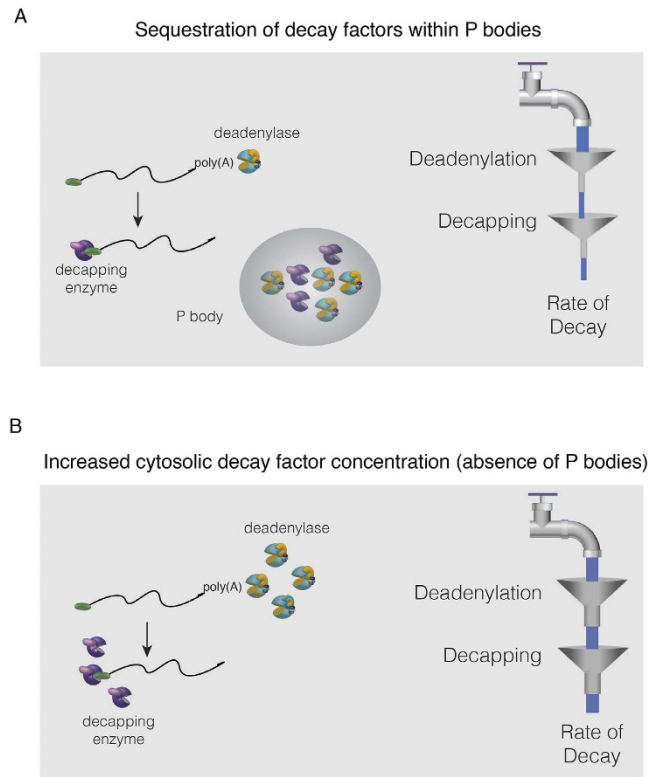 A
Sequestration of decay factors within P bodies
deadenylase
poly(A)
decapping
enzyme
P body
Deadenylation
Decapping
Rate of
Decay
B
Increased cytosolic decay factor concentration (absence of P bodies)
deadenylase
poly(A)
decapping
enzyme
Deadenylation
Decapping
Rate of
Decay